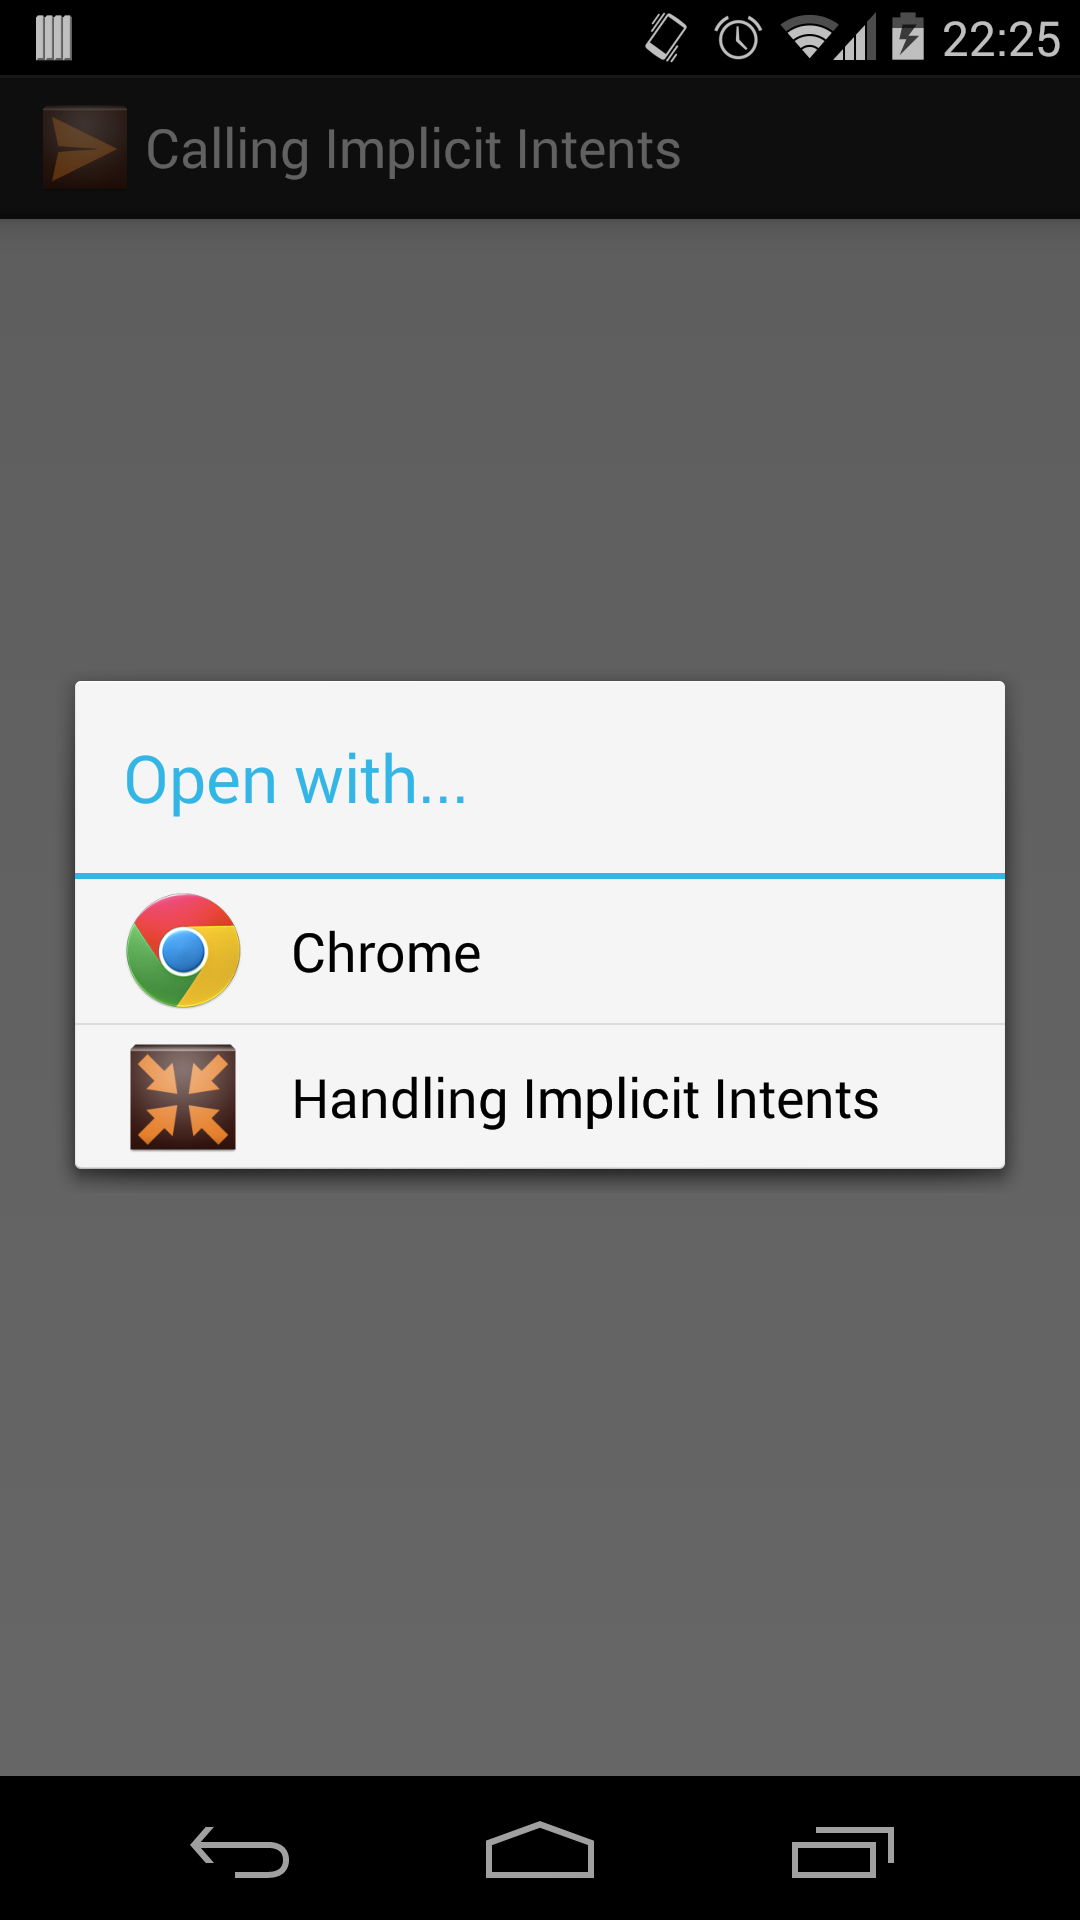 22:25
Calling Implicit Intents
Open with...
Chrome
Handling Implicit Intents